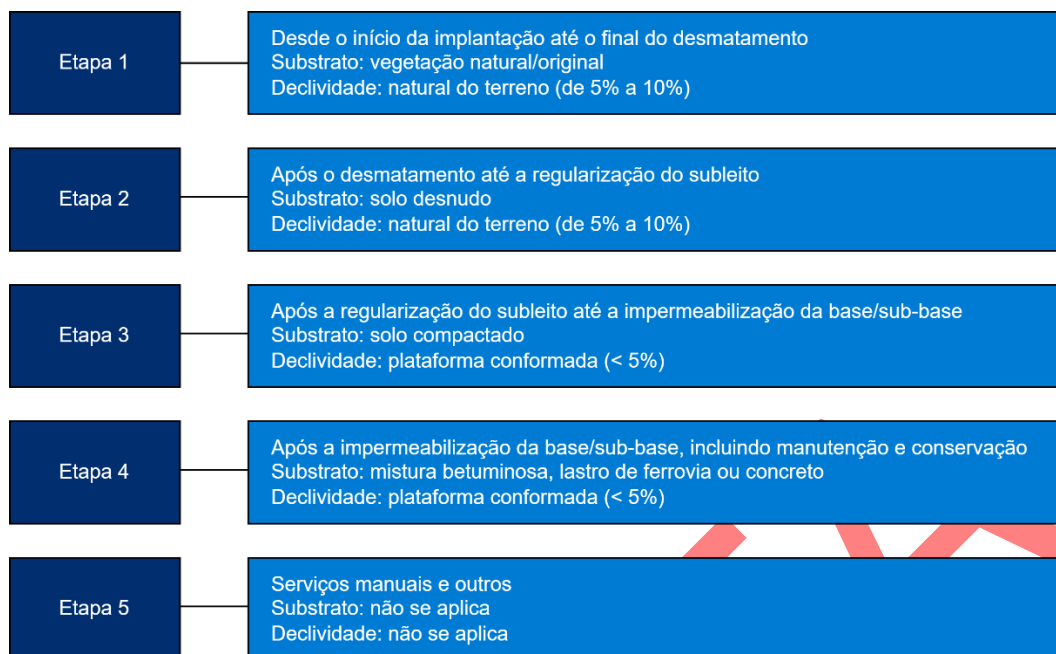 Etapa 1
Desde o início da implantação até o final do desmatamento
Substrato: vegetação natural/original
Declividade: natural do terreno (de 5% a 10%)
Etapa 2
Após o desmatamento até a regularização do subleito
Substrato: solo desnudo
Declividade: natural do terreno (de 5% a 10%)
Etapa 3
Após a regularização do subleito até a impermeabilização da base/sub-base
Substrato: solo compactado
Declividade: plataforma conformada (< 5%)
Etapa 4
Após a impermeabilização da base/sub-base, incluindo manutenção e conservação
Substrato: mistura betuminosa, lastro de ferrovia ou concreto
Declividade: plataforma conformada (< 5%)
Etapa 5
Serviços manuais e outros
Substrato: não se aplica
Declividade: não se aplica